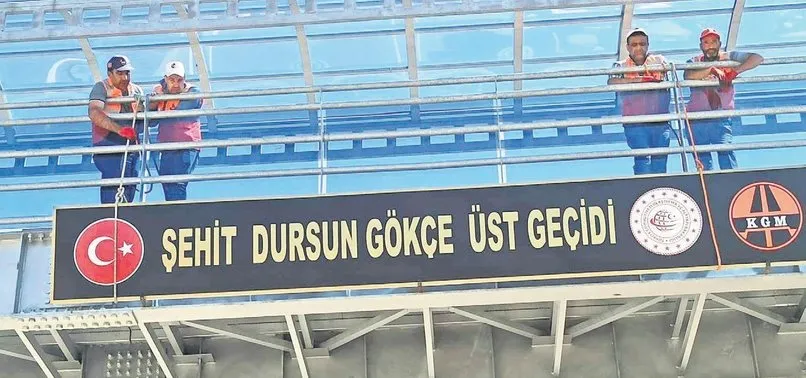 ŞEHİT DURSUN GÖKÇE ÜST GEÇİDİ
KGM